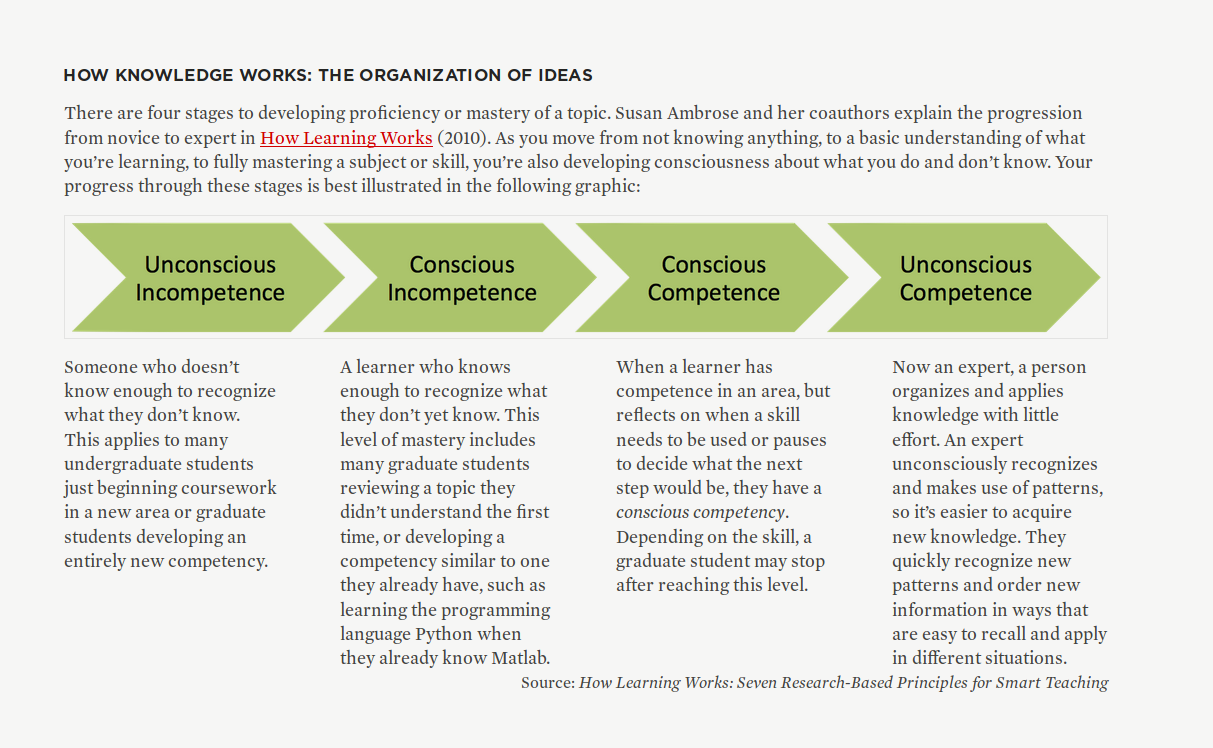 HOW KNOWLEDGE WORKS: THE ORGANIZATION OF IDEAS
There are four stages to developing proficiency or mastery of a topic. Susan Ambrose and her coauthors explain the progression
from novice to expert in How Learning Works (2010). As you move from not knowing anything, to a basic understanding of what
you’re learning, to fully mastering a subject or skill, you’re also developing consciousness about what you do and don’t know. Your
progress through these stages is best illustrated in the following graphic:
Unconscious
Incompetence
Conscious
Incompetence
Conscious
Competence
Unconscious
Competence
Someone who doesn’t
know enough to recognize
what they don’t know.
This applies to many
undergraduate students
just beginning coursework
in a new area or graduate
students developing an
entirely new competency.
A learner who knows
enough to recognize what
they don’t yet know. This
level of mastery includes
many graduate students
reviewing a topic they
didn’t understand the first
time, or developing a
competency similar to one
they already have, such as
learning the programming
language Python when
they already know Matlab.
When a learner has
competence in an area, but
reflects on when a skill
needs to be used or pauses
to decide what the next
step would be, they have a
conscious competency.
Depending on the skill, a
graduate student may stop
after reaching this level.
Now an expert, a person
organizes and applies
knowledge with little
effort. An expert
unconsciously recognizes
and makes use of patterns,
so it’s easier to acquire
new knowledge. They
quickly recognize new
patterns and order new
information in ways that
are easy to recall and apply
in different situations.
Source: How Learning Works: Seven Research-Based Principles for Smart Teaching